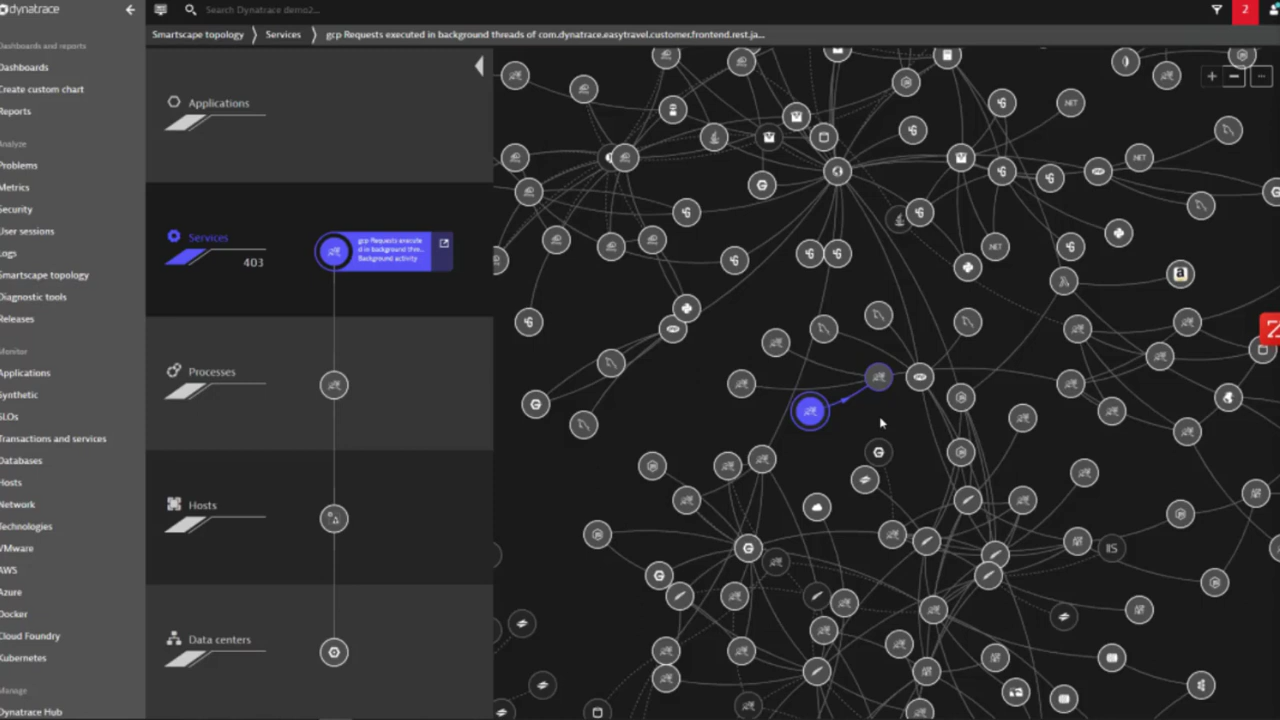 dynatrace
Search Dynatrace demo2...
2
Smartscape topology
Services
gcp Requests executed in background threads of com.dynatrace.easytravel.customer.frontend.rest.ja...
Dashboards and reports
Dashboards
Create custom chart
Reports
Analyze
Problems
Metrics
Security
User sessions
Logs
Smartscape topology
Diagnostic tools
Releases
Monitor
Applications
Synthetic
SLOs
Transactions and services
Databases
Hosts
Network
Technologies
VMware
AWS
Azure
Docker
Cloud Foundry
Kubernetes
Manage
Dynatrace Hub
Applications
Services
403
gcp Requests execute
d in background thre...
Background activity
Processes
Hosts
Data centers
.NET
.NET
.NET
a
IIS
Z